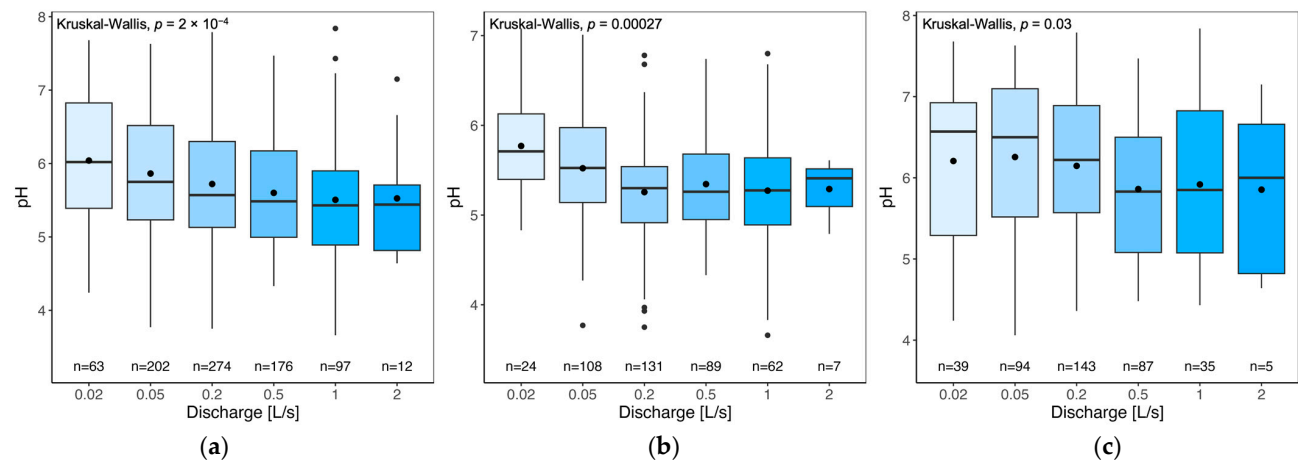 Kruskal-Wallis, p = 2 × 10⁻⁴
8
7
6
5
4
pH
n=63 n=202 n=274 n=176 n=97 n=12
0.02 0.05 0.2 0.5 1 2
Discharge [L/s]
(a)
Kruskal-Wallis, p = 0.00027
7
6
5
4
pH
n=24 n=108 n=131 n=89 n=62 n=7
0.02 0.05 0.2 0.5 1 2
Discharge [L/s]
(b)
Kruskal-Wallis, p = 0.03
8
7
6
5
4
pH
n=39 n=94 n=143 n=87 n=35 n=5
0.02 0.05 0.2 0.5 1 2
Discharge [L/s]
(c)